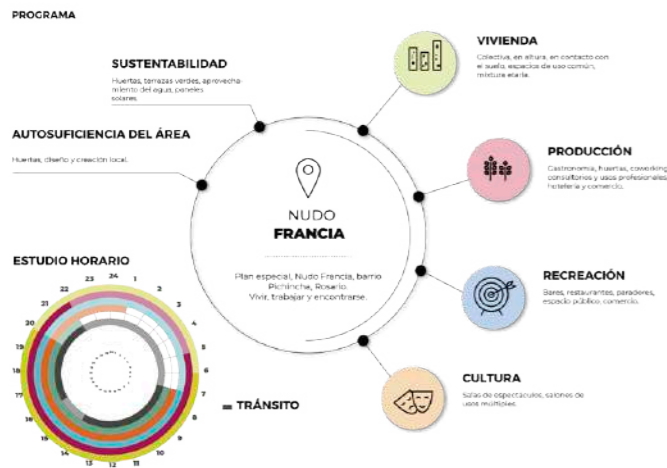 PROGRAMA
SUSTENTABILIDAD
Huertas, terrazas verdes, aprovecha-
miento del agua, paneles
solares.
AUTOSUFICIENCIA DEL ÁREA
Huertas, diseño y creación local.
NUDO
FRANCIA
Plan especial, Nudo Francia, barrio
Pichincha, Rosario.
Vivir, trabajar y encontrarse.
VIVIENDA
Colectiva, en altura, en contacto con
el suelo, espacios de uso común,
mixtura etaria.
PRODUCCIÓN
Gastronomía, huertas, coworking
consultorios y usos profesionales,
hotelería y comercio.
RECREACIÓN
Bares, restaurantes, paradores,
espacio público, comercio.
CULTURA
Salas de espectáculos, salones de
usos múltiples.
ESTUDIO HORARIO
24
1
2
3
4
5
6
7
8
9
10
11
12
13
14
15
16
17
18
19
20
21
22
23
= TRÁNSITO